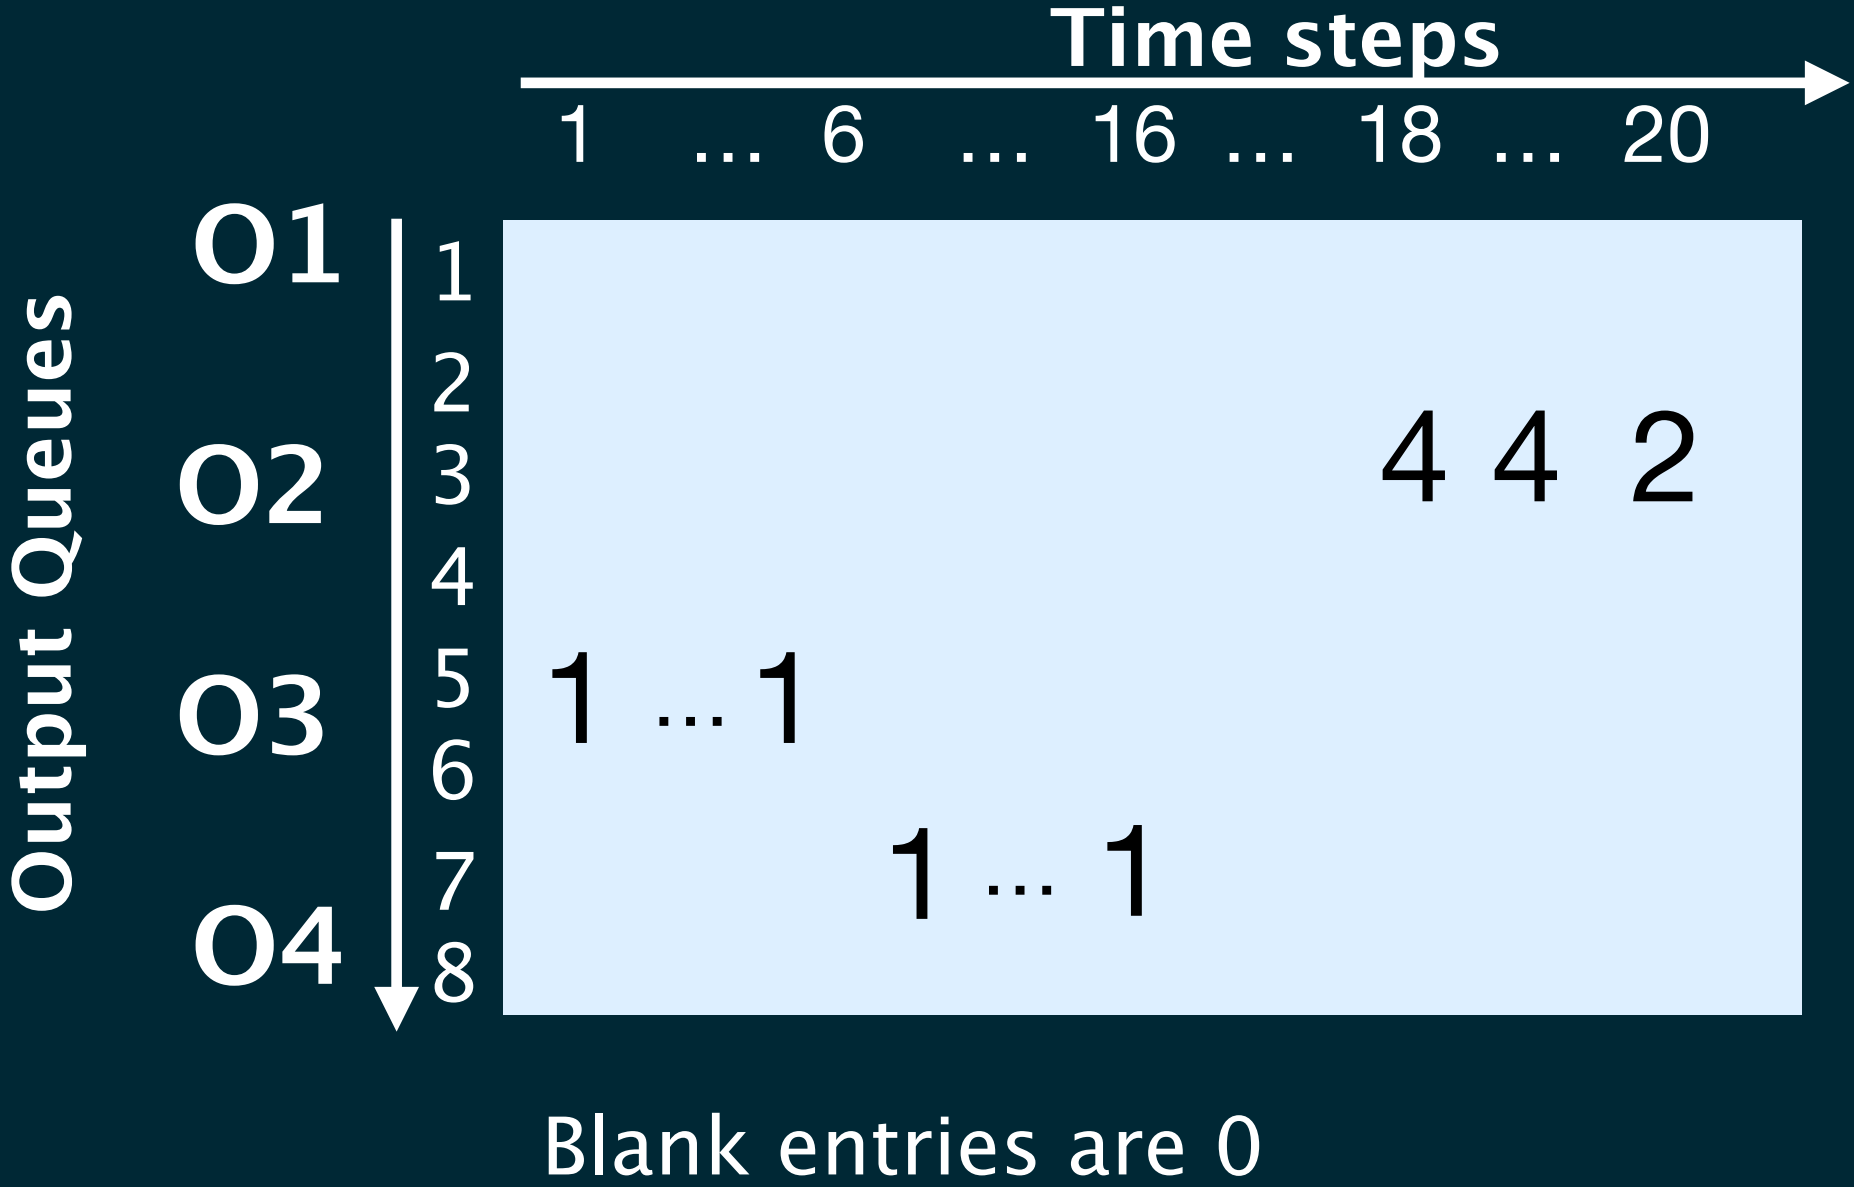 Time steps
1 ... 6 ... 16 ... 18 ... 20
Output Queues
O1
1
2
O2
3
4 4 2
4
O3
5
1 ... 1
6
7
1 ... 1
O4
8
Blank entries are 0